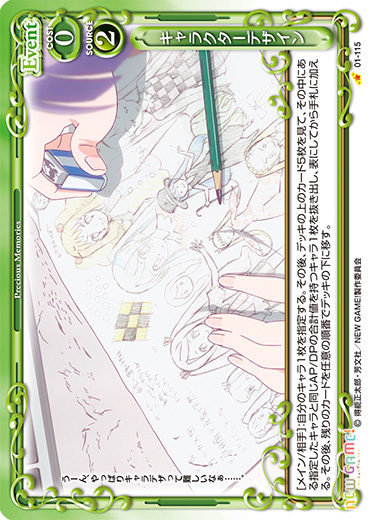 Event
COST
0
SOURCE
2
キャラクターデザイン
01-115
Precious Memories
うーん、やっぱりキャラデザって難しいなぁ……。
[メイン/相手]:自分のキャラ1枚を指定する。その後、デッキの上のカード5枚を見て、その中にあ
る指定したキャラと同じAP/DPの合計値を持つキャラ1枚を抜き出し、表にしてから手札に加え
る。その後、残りのカードを任意の順番でデッキの下に移す。
NEW GAME!
© 得能正太郎・芳文社/NEW GAME!製作委員会